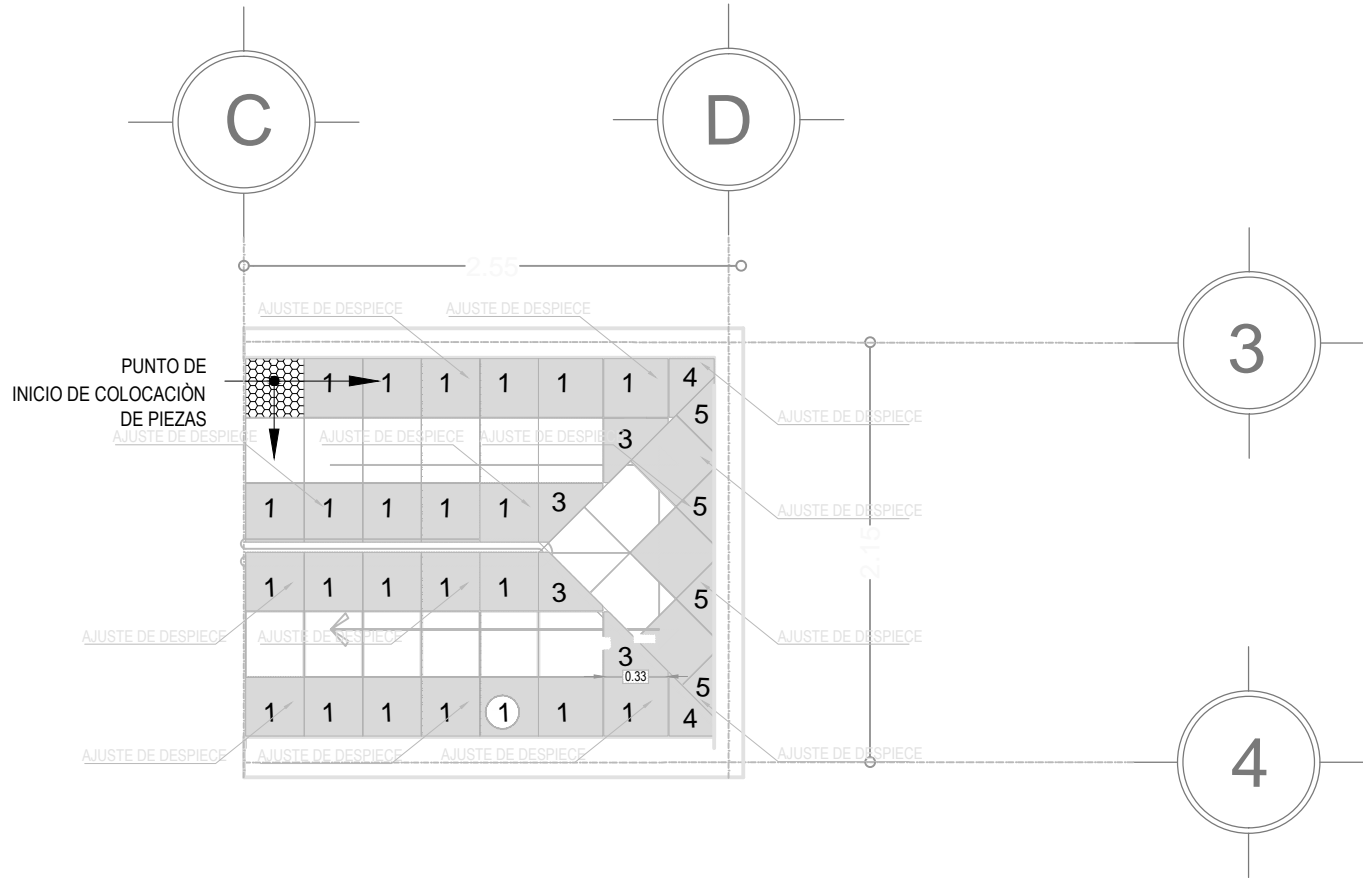 C
D
2.55
AJUSTE DE DESPIECE
AJUSTE DE DESPIECE
3
PUNTO DE
INICIO DE COLOCACIÒN
DE PIEZAS
1 1 1 1 1 1 4
5
AJUSTE DE DESPIECE
AJUSTE DE DESPIECE
AJUSTE DE DESPIECE
AJUSTE DE DESPIECE
3
1 1 1 1 1 3
5
AJUSTE DE DESPIECE
2.15
1 1 1 1 1 3
5
AJUSTE DE DESPIECE
AJUSTE DE DESPIECE
AJUSTE DE DESPIECE
3
0.33
5
1 1 1 1 1 1 1 4
AJUSTE DE DESPIECE
AJUSTE DE DESPIECE
AJUSTE DE DESPIECE
AJUSTE DE DESPIECE
4